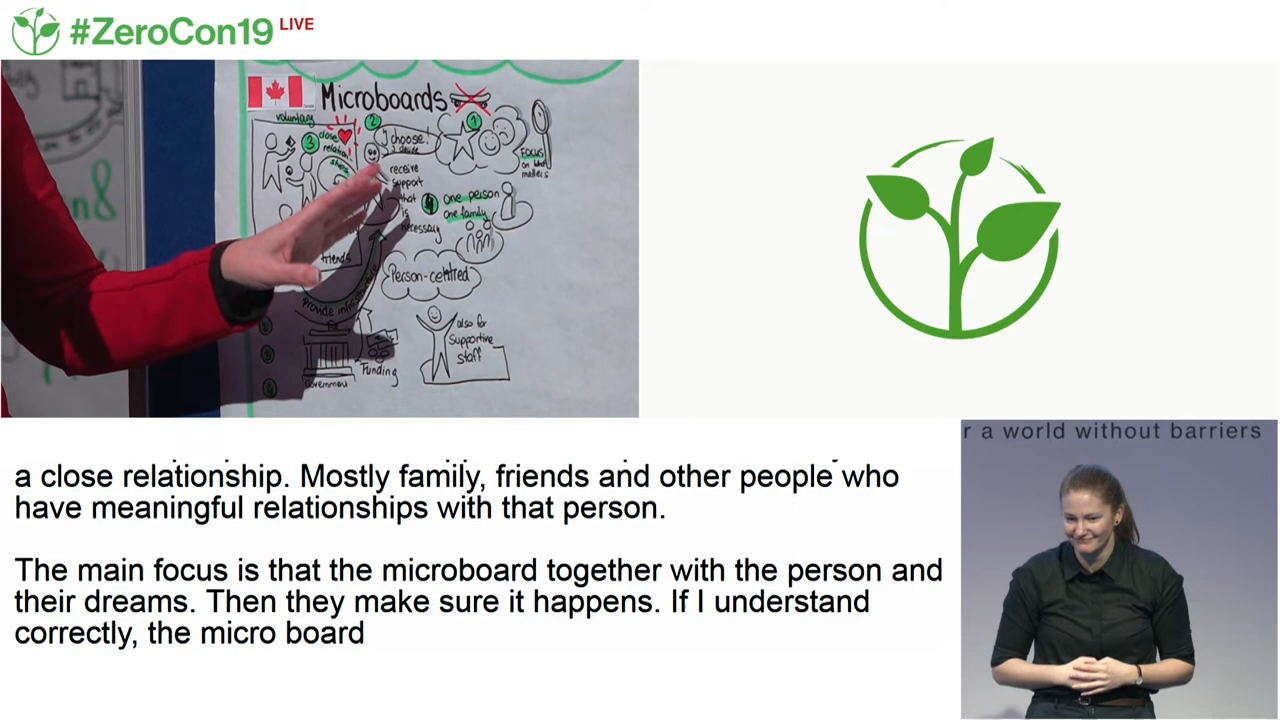 #ZeroCon19 LIVE
Microboards
voluntary
2
1
3
close
relation
ships
I choose!
I decide
FOCUS
on what
matters
receive
support
that
is
necessary
4
one person
one family
friends
Person-centred
Provide infrastructure
also for
supportive
staff
Funding
Government
r a world without barriers
a close relationship. Mostly family, friends and other people who
have meaningful relationships with that person.
The main focus is that the microboard together with the person and
their dreams. Then they make sure it happens. If I understand
correctly, the micro board